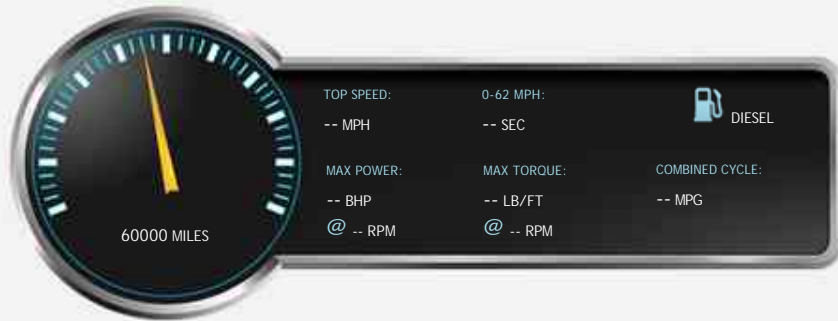 TOP SPEED:
-- MPH
0-62 MPH:
-- SEC
DIESEL
MAX POWER:
-- BHP
@ -- RPM
MAX TORQUE:
-- LB/FT
@ -- RPM
COMBINED CYCLE:
-- MPG
60000 MILES